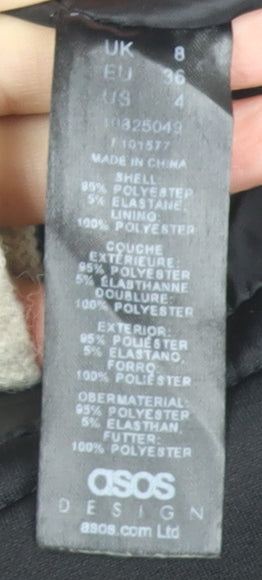 UK 8
EU 36
US 4
10825049
F101577
MADE IN CHINA
SHELL:
95% POLYESTER
5% ELASTANE
LINING:
100% POLYESTER
COUCHE
EXTÉRIEURE:
95% POLYESTER
5% ÉLASTHANNE
DOUBLURE:
100% POLYESTER
EXTERIOR:
95% POLIÉSTER
5% ELASTANO
FORRO:
100% POLIÉSTER
OBERMATERIAL:
95% POLYESTER
5% ELASTHAN
FUTTER:
100% POLYESTER
asos
DESIGN
asos.com Ltd